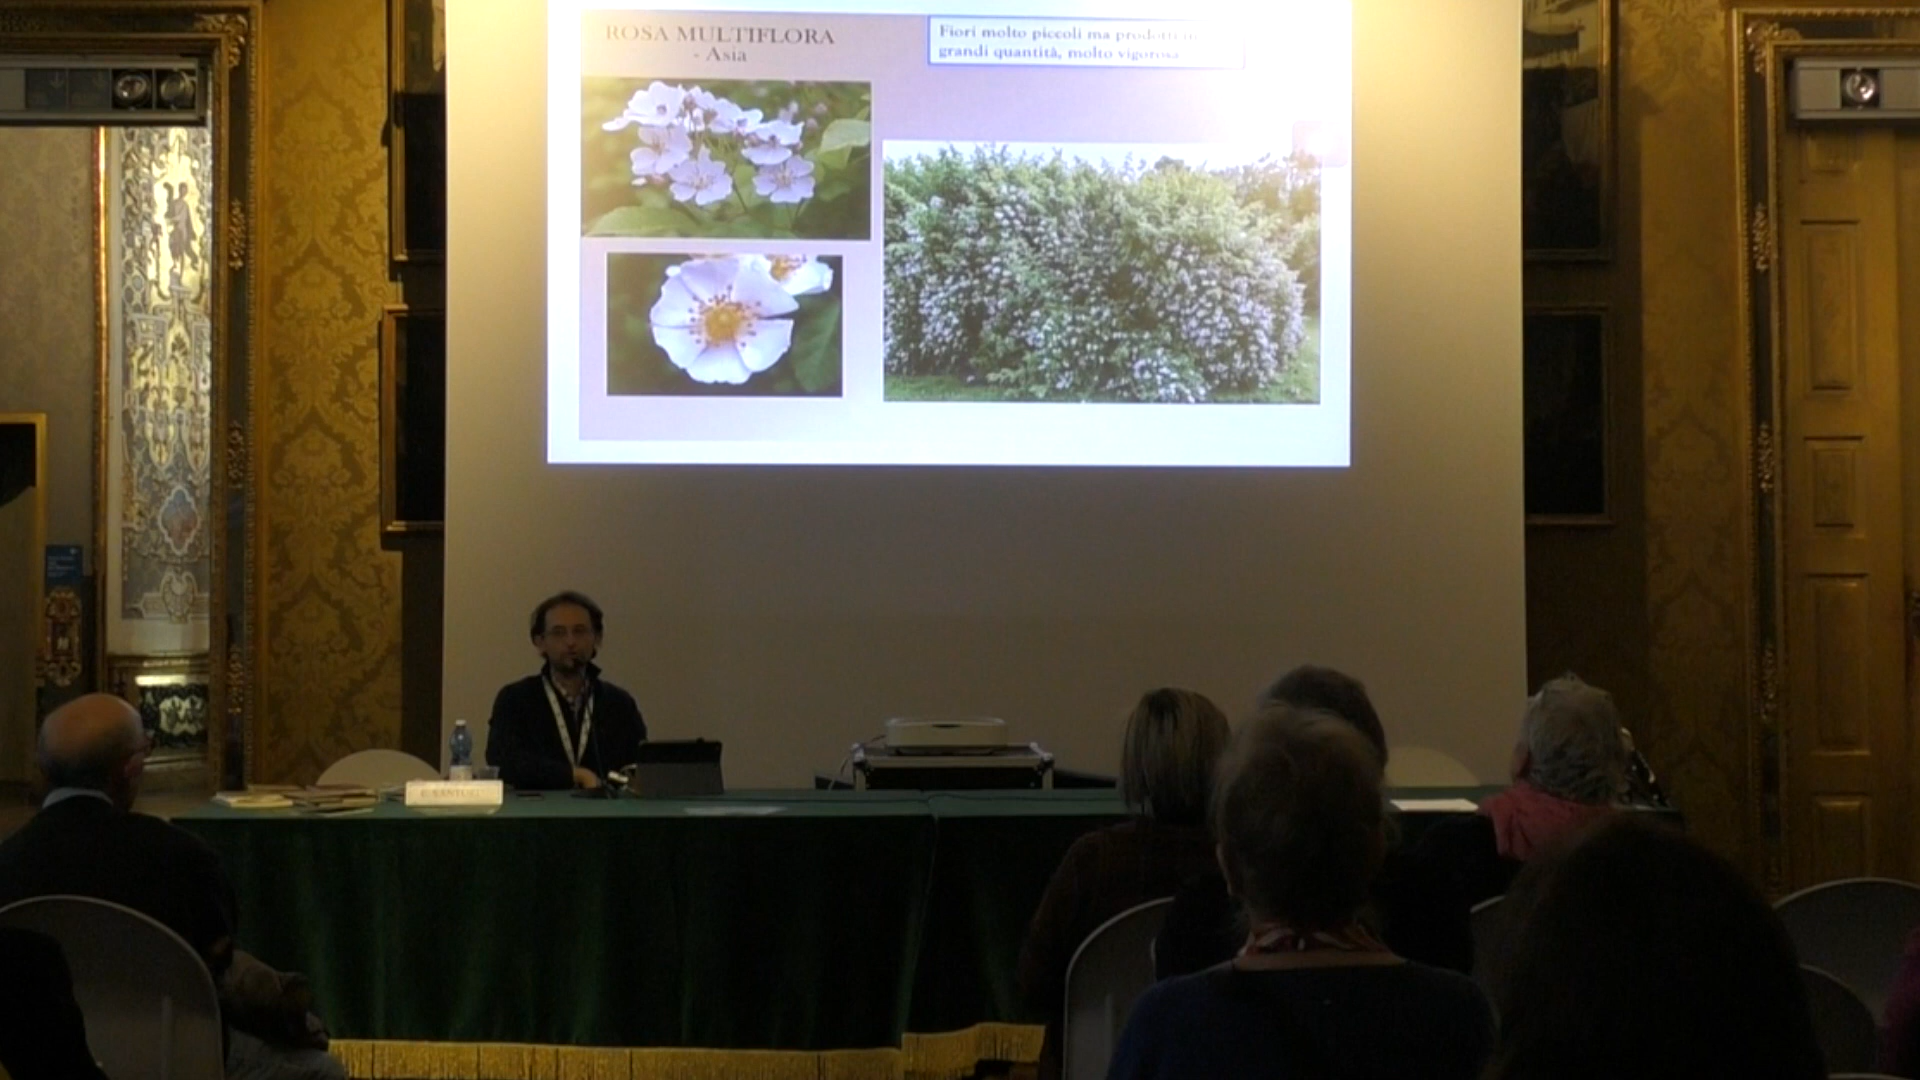 ROSA MULTIFLORA
- Asia
Fiori molto piccoli ma prodotti in
grandi quantità, molto vigorosa